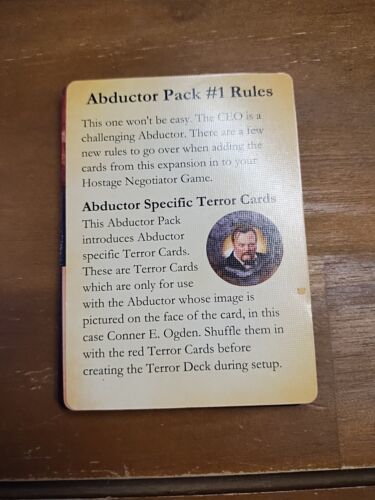 Abductor Pack #1 Rules
This one won't be easy. The CEO is a
challenging Abductor. There are a few
new rules to go over when adding the
cards from this expansion in to your
Hostage Negotiator Game.
Abductor Specific Terror Cards
This Abductor Pack
introduces Abductor
specific Terror Cards.
These are Terror Cards
which are only for use
with the Abductor whose image is
pictured on the face of the card, in this
case Conner E. Ogden. Shuffle them in
with the red Terror Cards before
creating the Terror Deck during setup.